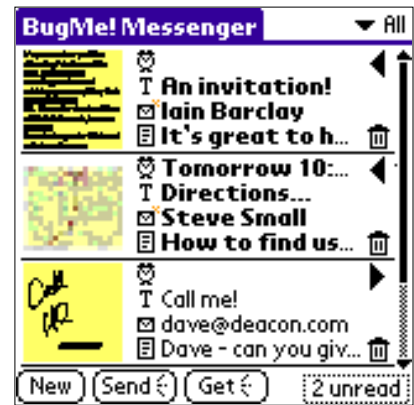 BugMe! Messenger
All
An invitation!
Iain Barclay
It's great to h...
Tomorrow 10:...
Directions...
Steve Small
How to find us...
Call
T Call me!
dave@deacon.com
Dave - can you giv...
New
Send
Get
2 unread